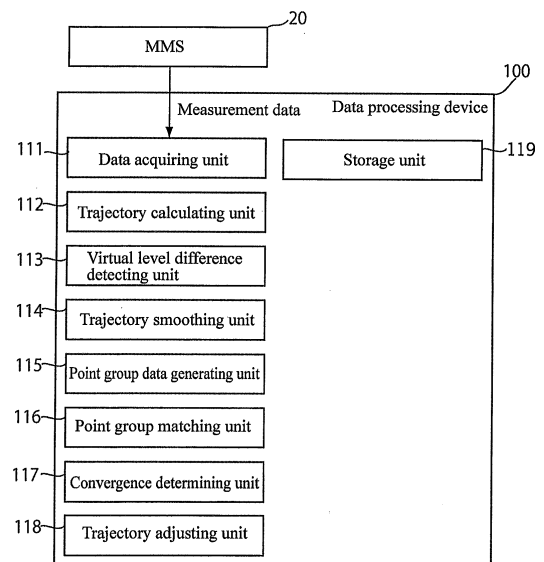 20
MMS
100
Measurement data
Data processing device
111
Data acquiring unit
Storage unit
119
112
Trajectory calculating unit
113
Virtual level difference
detecting unit
114
Trajectory smoothing unit
115
Point group data generating unit
116
Point group matching unit
117
Convergence determining unit
118
Trajectory adjusting unit